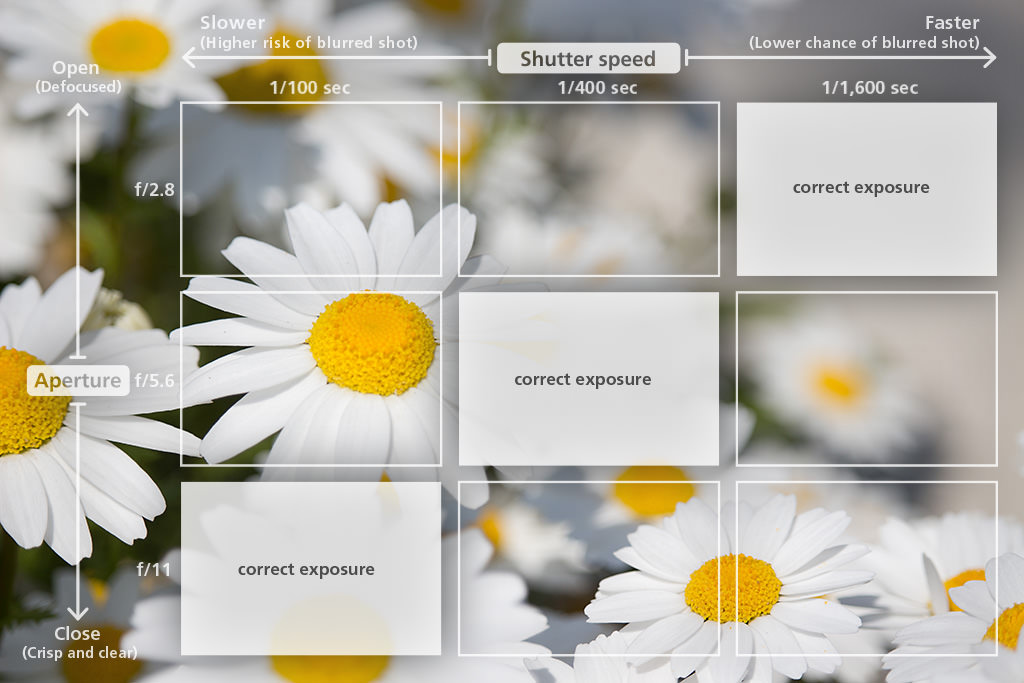 Slower
(Higher risk of blurred shot)
Shutter speed
Faster
(Lower chance of blurred shot)
Open
(Defocused)
1/100 sec
1/400 sec
1/1,600 sec
f/2.8
correct exposure
Aperture
f/5.6
correct exposure
f/11
correct exposure
Close
(Crisp and clear)